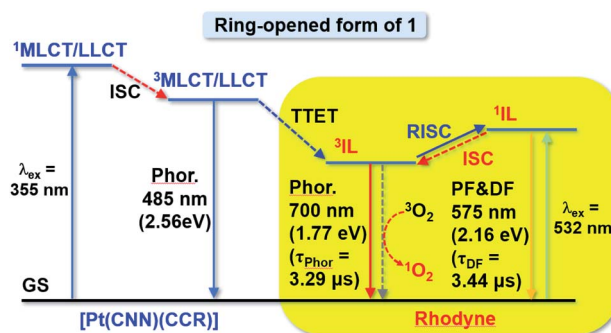 Ring-opened form of 1
¹MLCT/LLCT
ISC
³MLCT/LLCT
TTET
³IL
RISC
ISC
¹IL
λex =
355 nm
Phor.
485 nm
(2.56eV)
Phor.
700 nm
(1.77 eV)
(τPhor =
3.29 μs)
³O₂
¹O₂
PF&DF
575 nm
(2.16 eV)
(τDF =
3.44 μs)
λex =
532 nm
GS
[Pt(CNN)(CCR)]
Rhodyne